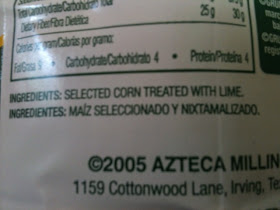 Total Carbohydrate/Carbohidrato Total
Dietary Fiber/Fibra Dietética 25 g 30 g
Calories per gram/Calorías por gramo:
Fat/Grasa 9 • Carbohydrate/Carbohidrato 4 • Protein/Proteína 4
INGREDIENTS: SELECTED CORN TREATED WITH LIME.
INGREDIENTES: MAÍZ SELECCIONADO Y NIXTAMALIZADO.
©2005 AZTECA MILLIN
1159 Cottonwood Lane, Irving, Te